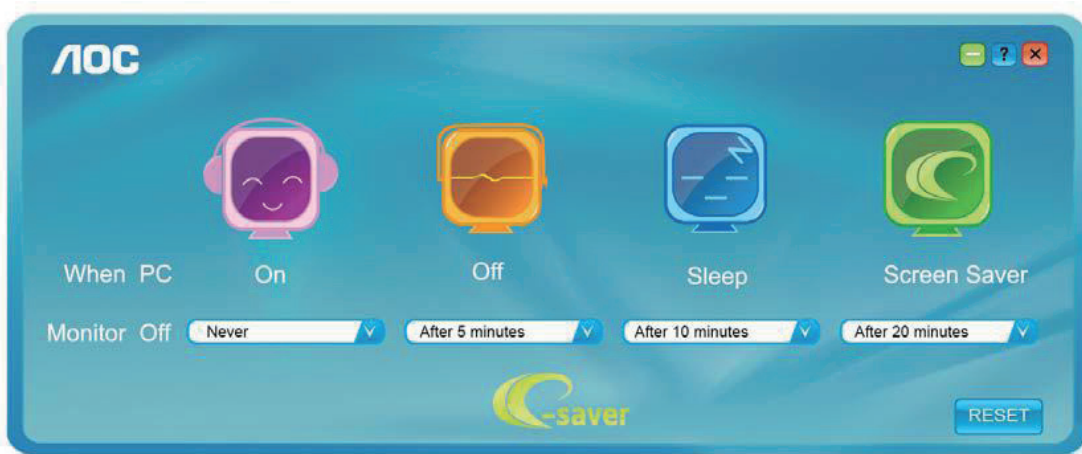 AOC
?
When PC On Off Sleep Screen Saver
Monitor Off Never After 5 minutes After 10 minutes After 20 minutes
e-saver
RESET